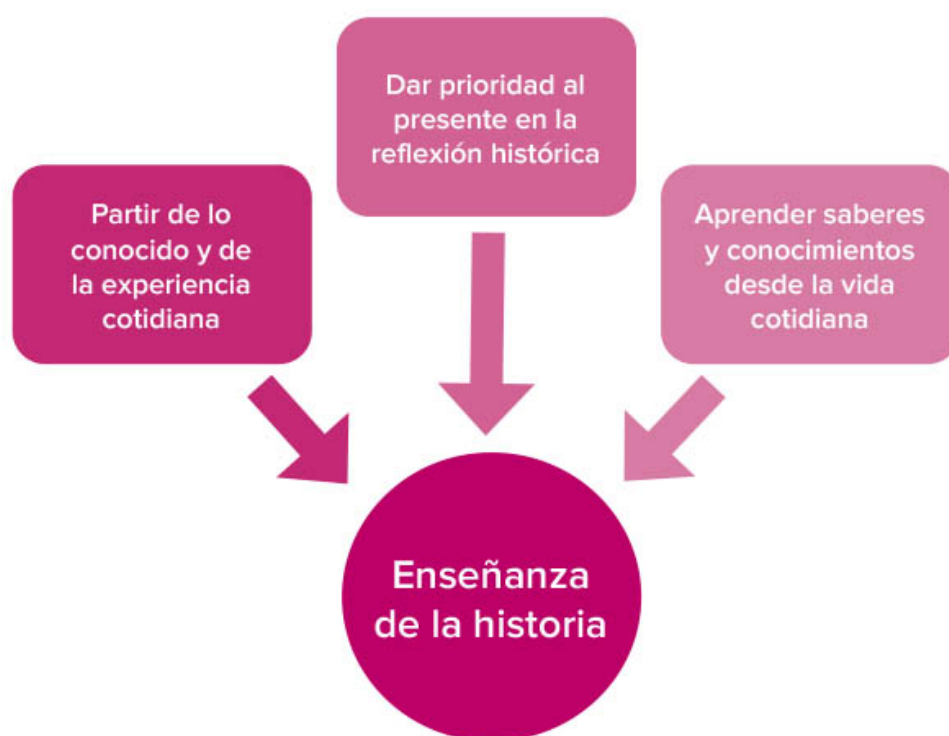 Dar prioridad al
presente en la
reflexión histórica
Partir de lo
conocido y de
la experiencia
cotidiana
Aprender saberes
y conocimientos
desde la vida
cotidiana
Enseñanza
de la historia